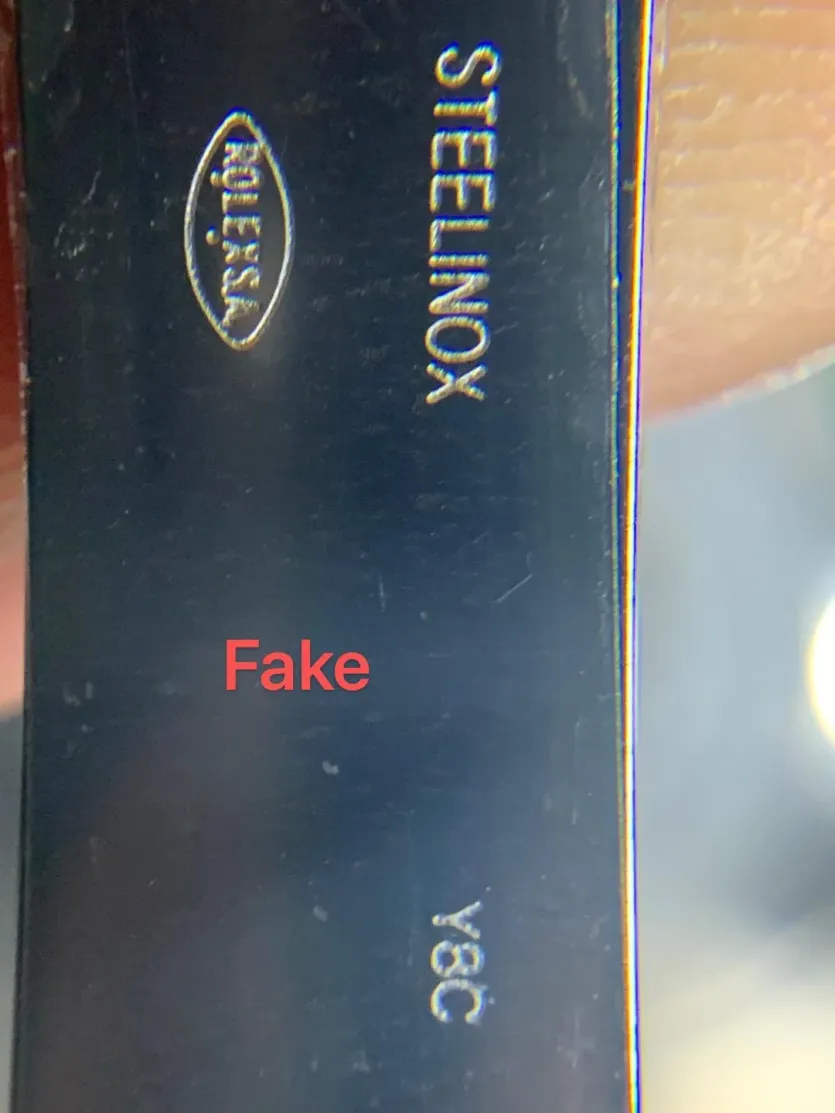 STEELINOX
ROLEXSA
Fake
Y8C